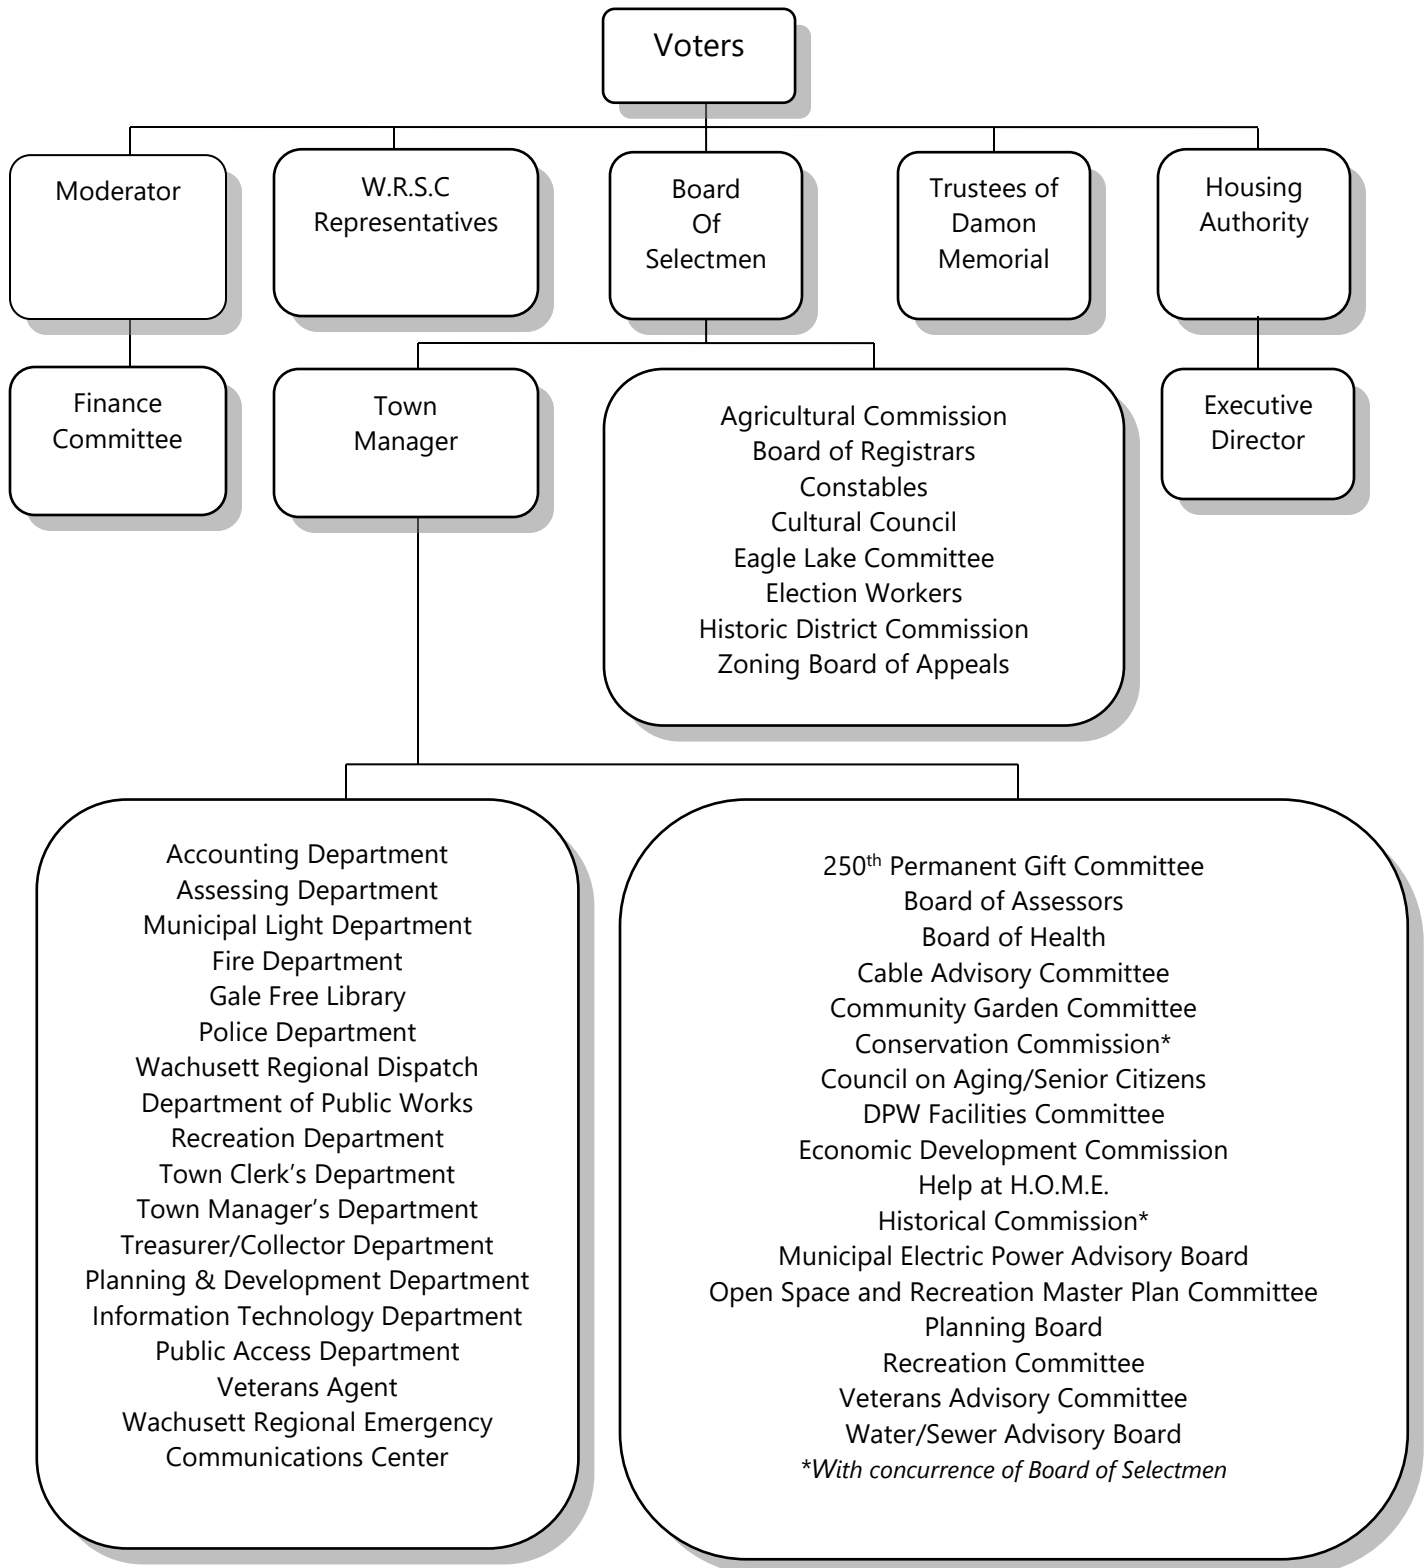 Voters
Moderator
W.R.S.C
Representatives
Board
Of
Selectmen
Trustees of
Damon
Memorial
Housing
Authority
Finance
Committee
Town
Manager
Agricultural Commission
Board of Registrars
Constables
Cultural Council
Eagle Lake Committee
Election Workers
Historic District Commission
Zoning Board of Appeals
Executive
Director
Accounting Department
Assessing Department
Municipal Light Department
Fire Department
Gale Free Library
Police Department
Wachusett Regional Dispatch
Department of Public Works
Recreation Department
Town Clerk’s Department
Town Manager’s Department
Treasurer/Collector Department
Planning & Development Department
Information Technology Department
Public Access Department
Veterans Agent
Wachusett Regional Emergency
Communications Center
250th Permanent Gift Committee
Board of Assessors
Board of Health
Cable Advisory Committee
Community Garden Committee
Conservation Commission*
Council on Aging/Senior Citizens
DPW Facilities Committee
Economic Development Commission
Help at H.O.M.E.
Historical Commission*
Municipal Electric Power Advisory Board
Open Space and Recreation Master Plan Committee
Planning Board
Recreation Committee
Veterans Advisory Committee
Water/Sewer Advisory Board
*With concurrence of Board of Selectmen